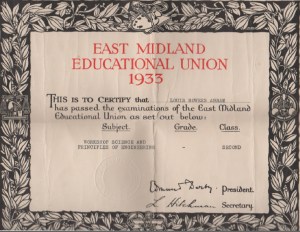 EAST MIDLAND
EDUCATIONAL UNION
1933
THIS IS TO CERTIFY that
has passed the examinations of the East Midland
Educational Union as set out below:
Subject. Grade. Class.
WORKSHOP SCIENCE AND
PRINCIPLES OF ENGINEERING - SECOND
President.
Secretary.